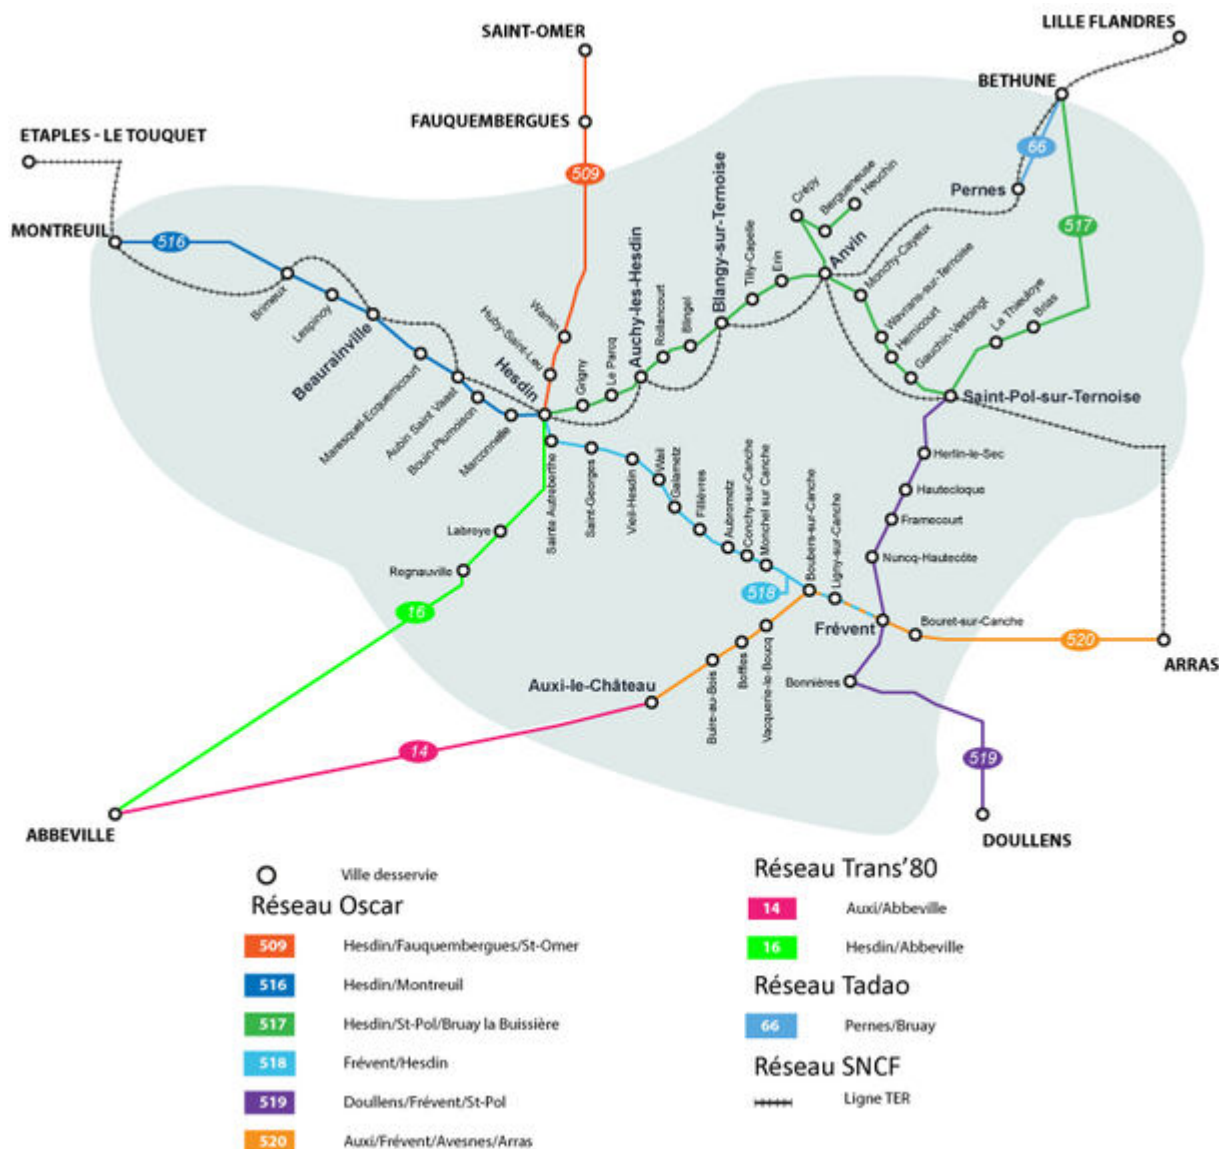 LILLE FLANDRES
SAINT-OMER
BETHUNE
FAUQUEMBERGUES
ETAPLES - LE TOUQUET
66
509
Pernes
Crépy
Bergueneuse
Heuchin
MONTREUIL
516
517
Brimeux
Lespinoy
Beaurainville
Maresquel-Ecquemicourt
Aubin Saint Vaast
Bouin-Plumoison
Marconnelle
Hesdin
Huby-Saint-Leu
Wamin
Grigny
Le Parcq
Auchy-les-Hesdin
Rollancourt
Blingel
Blangy-sur-Ternoise
Tilly-Capelle
Erin
Anvin
Monchy-Cayeux
Wavrans-sur-Ternoise
Hernicourt
Gauchin-Verloingt
La Thieuloye
Brias
Saint-Pol-sur-Ternoise
Herlin-le-Sec
Hautecloque
Framecourt
Nuncq-Hautecôte
Sainte Autreberthe
Saint-Georges
Vieil-Hesdin
Wail
Galametz
Fillièvres
Aubrometz
Conchy-sur-Canche
Monchel sur Canche
Boubers-sur-Canche
Ligny-sur-Canche
Labroye
Regnauville
16
518
Frévent
Bouret-sur-Canche
520
ARRAS
Auxi-le-Château
Buire-au-Bois
Boffles
Vacquerie-le-Boucq
Bonnières
14
519
ABBEVILLE
DOULLENS
Ville desservie
Réseau Oscar
509 Hesdin/Fauquembergues/St-Omer
516 Hesdin/Montreuil
517 Hesdin/St-Pol/Bruay la Buissière
518 Frévent/Hesdin
519 Doullens/Frévent/St-Pol
520 Auxi/Frévent/Avesnes/Arras
Réseau Trans'80
14 Auxi/Abbeville
16 Hesdin/Abbeville
Réseau Tadao
66 Pernes/Bruay
Réseau SNCF
Ligne TER